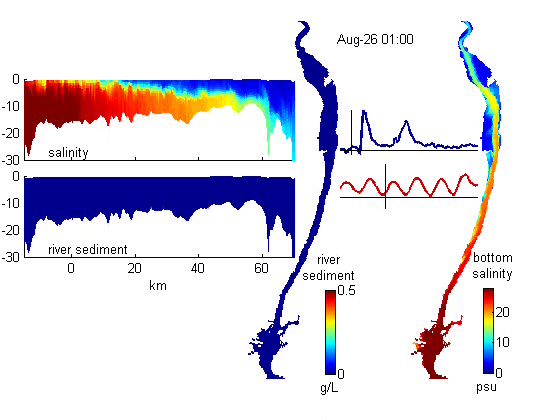 Aug-26 01:00
0
-10
-20
-30
salinity
0
-10
-20
-30
river sediment
0
20
40
60
km
river
sediment
0.5
0
g/L
bottom
salinity
20
10
0
psu